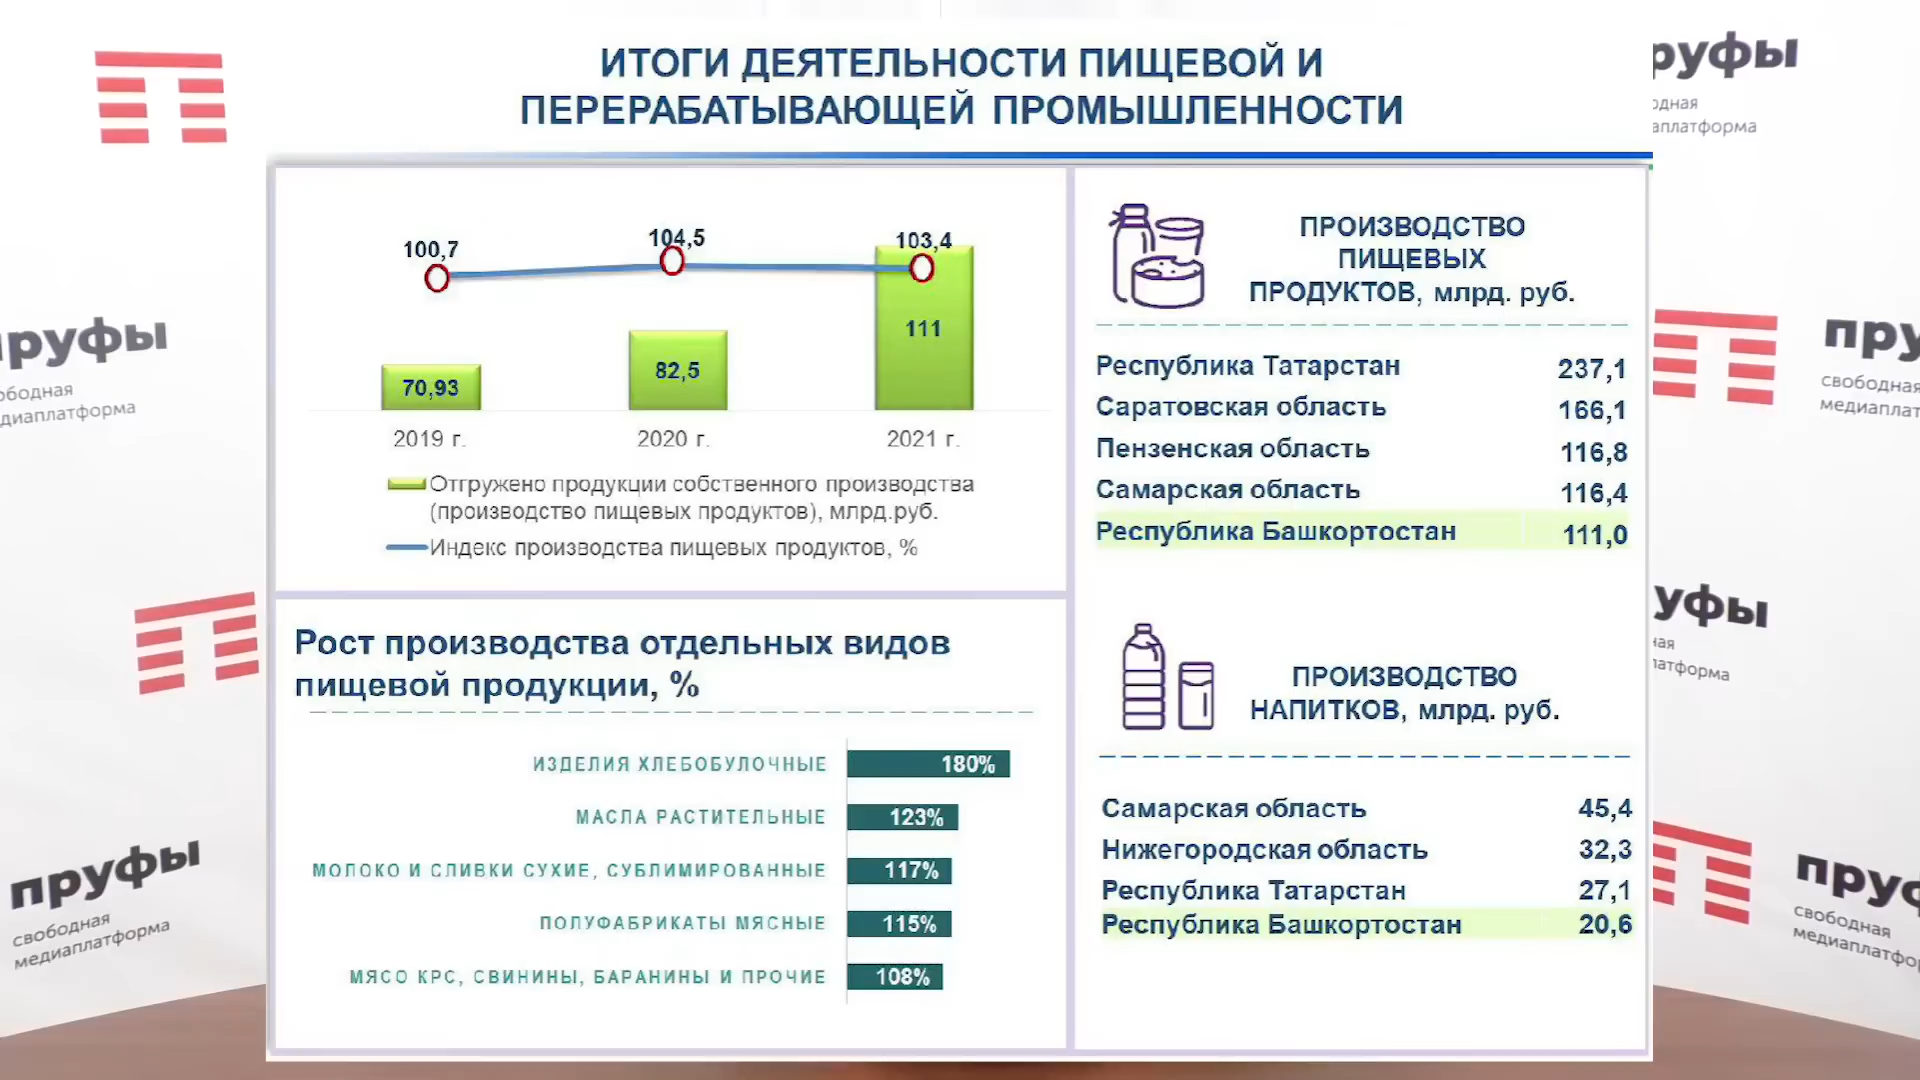 ИТОГИ ДЕЯТЕЛЬНОСТИ ПИЩЕВОЙ И
ПЕРЕРАБАТЫВАЮЩЕЙ ПРОМЫШЛЕННОСТИ
100,7
104,5
103,4
70,93
82,5
111
2019 г.
2020 г.
2021 г.
Отгружено продукции собственного производства
(производство пищевых продуктов), млрд.руб.
Индекс производства пищевых продуктов, %
Рост производства отдельных видов
пищевой продукции, %
ИЗДЕЛИЯ ХЛЕБОБУЛОЧНЫЕ 180%
МАСЛА РАСТИТЕЛЬНЫЕ 123%
МОЛОКО И СЛИВКИ СУХИЕ, СУБЛИМИРОВАННЫЕ 117%
ПОЛУФАБРИКАТЫ МЯСНЫЕ 115%
МЯСО КРС, СВИНИНЫ, БАРАНИНЫ И ПРОЧИЕ 108%
ПРОИЗВОДСТВО
ПИЩЕВЫХ
ПРОДУКТОВ, млрд. руб.
Республика Татарстан 237,1
Саратовская область 166,1
Пензенская область 116,8
Самарская область 116,4
Республика Башкортостан 111,0
ПРОИЗВОДСТВО
НАПИТКОВ, млрд. руб.
Самарская область 45,4
Нижегородская область 32,3
Республика Татарстан 27,1
Республика Башкортостан 20,6
пруфы
свободная
медиаплатформа